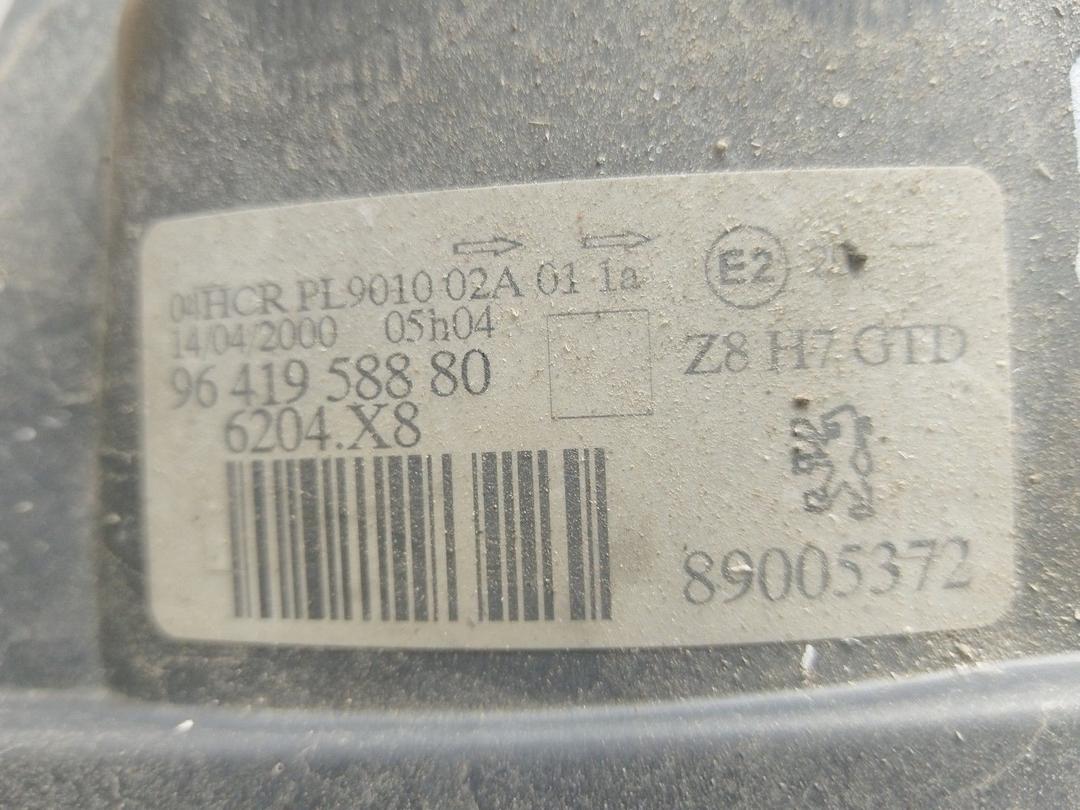 HCR PL9010 02A 01 1a
14/04/2000 05h04
96 419 588 80
6204.X8
E2
Z8 H7 GTD
89005372